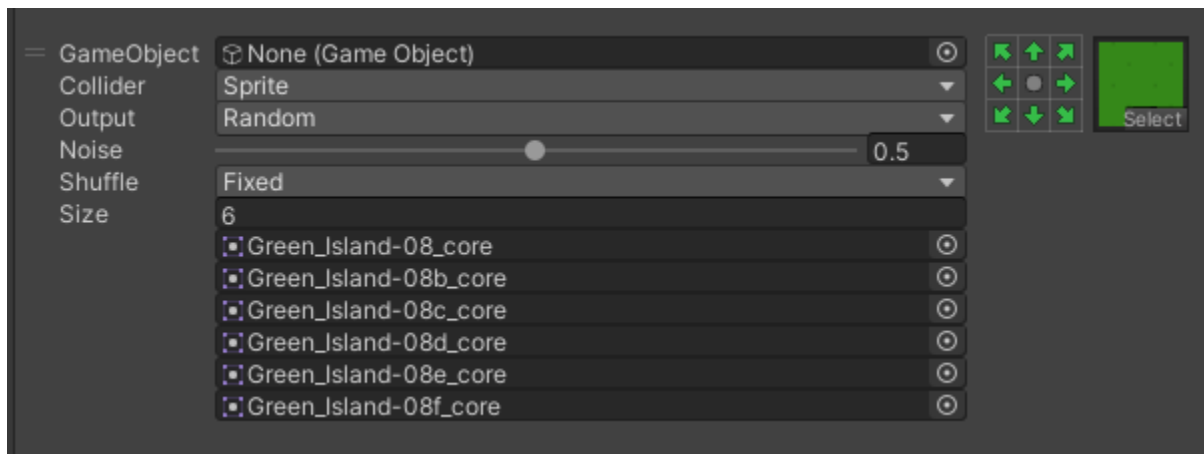 GameObject None (Game Object)
Collider Sprite
Output Random
Select
Noise 0.5
Shuffle Fixed
Size 6
Green_Island-08_core
Green_Island-08b_core
Green_Island-08c_core
Green_Island-08d_core
Green_Island-08e_core
Green_Island-08f_core